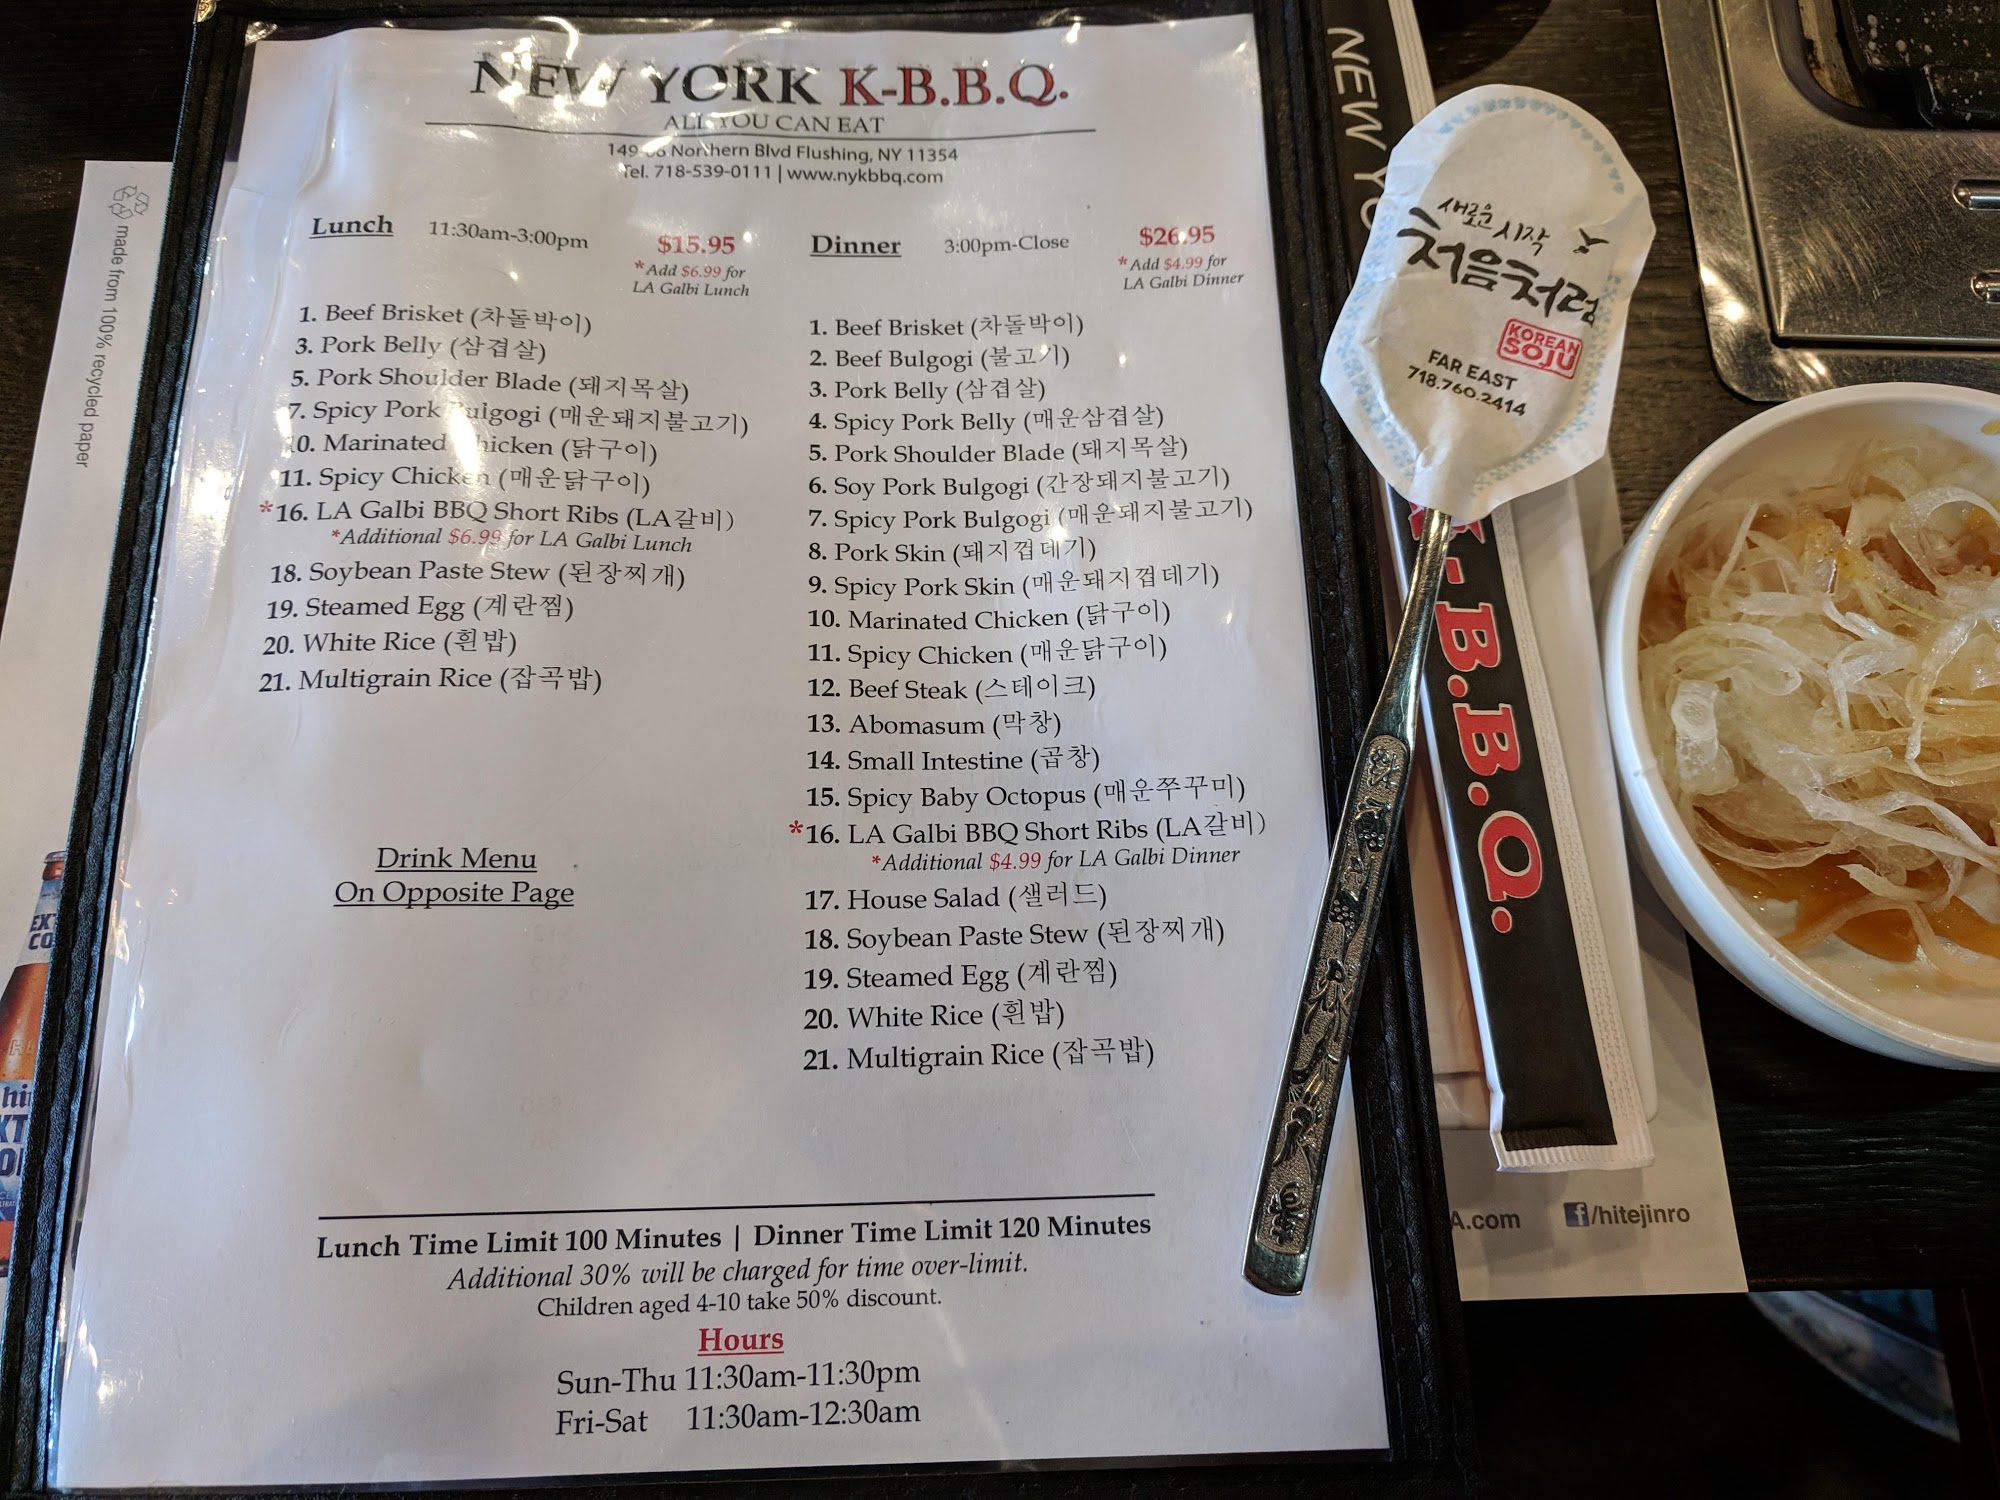 NEW YORK K-B.B.Q.
ALL YOU CAN EAT
Northern Blvd Flushing, NY 11354
Tel. 718-539-0111 | www.nykbbq.com
Lunch 11:30am-3:00pm $15.95
*Add $6.99 for
LA Galbi Lunch
1. Beef Brisket (차돌박이)
3. Pork Belly (삼겹살)
5. Pork Shoulder Blade (돼지목살)
7. Spicy Pork Bulgogi (매운돼지불고기)
10. Marinated Chicken (닭구이)
11. Spicy Chicken (매운닭구이)
*16. LA Galbi BBQ Short Ribs (LA갈비)
*Additional $6.99 for LA Galbi Lunch
18. Soybean Paste Stew (된장찌개)
19. Steamed Egg (계란찜)
20. White Rice (흰밥)
21. Multigrain Rice (잡곡밥)
Drink Menu
On Opposite Page
Dinner 3:00pm-Close $26.95
*Add $4.99 for
LA Galbi Dinner
1. Beef Brisket (차돌박이)
2. Beef Bulgogi (불고기)
3. Pork Belly (삼겹살)
4. Spicy Pork Belly (매운삼겹살)
5. Pork Shoulder Blade (돼지목살)
6. Soy Pork Bulgogi (간장돼지불고기)
7. Spicy Pork Bulgogi (매운돼지불고기)
8. Pork Skin (돼지껍데기)
9. Spicy Pork Skin (매운돼지껍데기)
10. Marinated Chicken (닭구이)
11. Spicy Chicken (매운닭구이)
12. Beef Steak (스테이크)
13. Abomasum (막창)
14. Small Intestine (곱창)
15. Spicy Baby Octopus (매운쭈꾸미)
*16. LA Galbi BBQ Short Ribs (LA갈비)
*Additional $4.99 for LA Galbi Dinner
17. House Salad (샐러드)
18. Soybean Paste Stew (된장찌개)
19. Steamed Egg (계란찜)
20. White Rice (흰밥)
21. Multigrain Rice (잡곡밥)
Lunch Time Limit 100 Minutes | Dinner Time Limit 120 Minutes
Additional 30% will be charged for time over-limit.
Children aged 4-10 take 50% discount.
Hours
Sun-Thu 11:30am-11:30pm
Fri-Sat 11:30am-12:30am
made from 100% recycled paper
새로운 시작
처음처럼
KOREAN
SOJU
FAR EAST
718.760.2414
NEW YO
K-B.B.Q.
A.com f/hitejinro